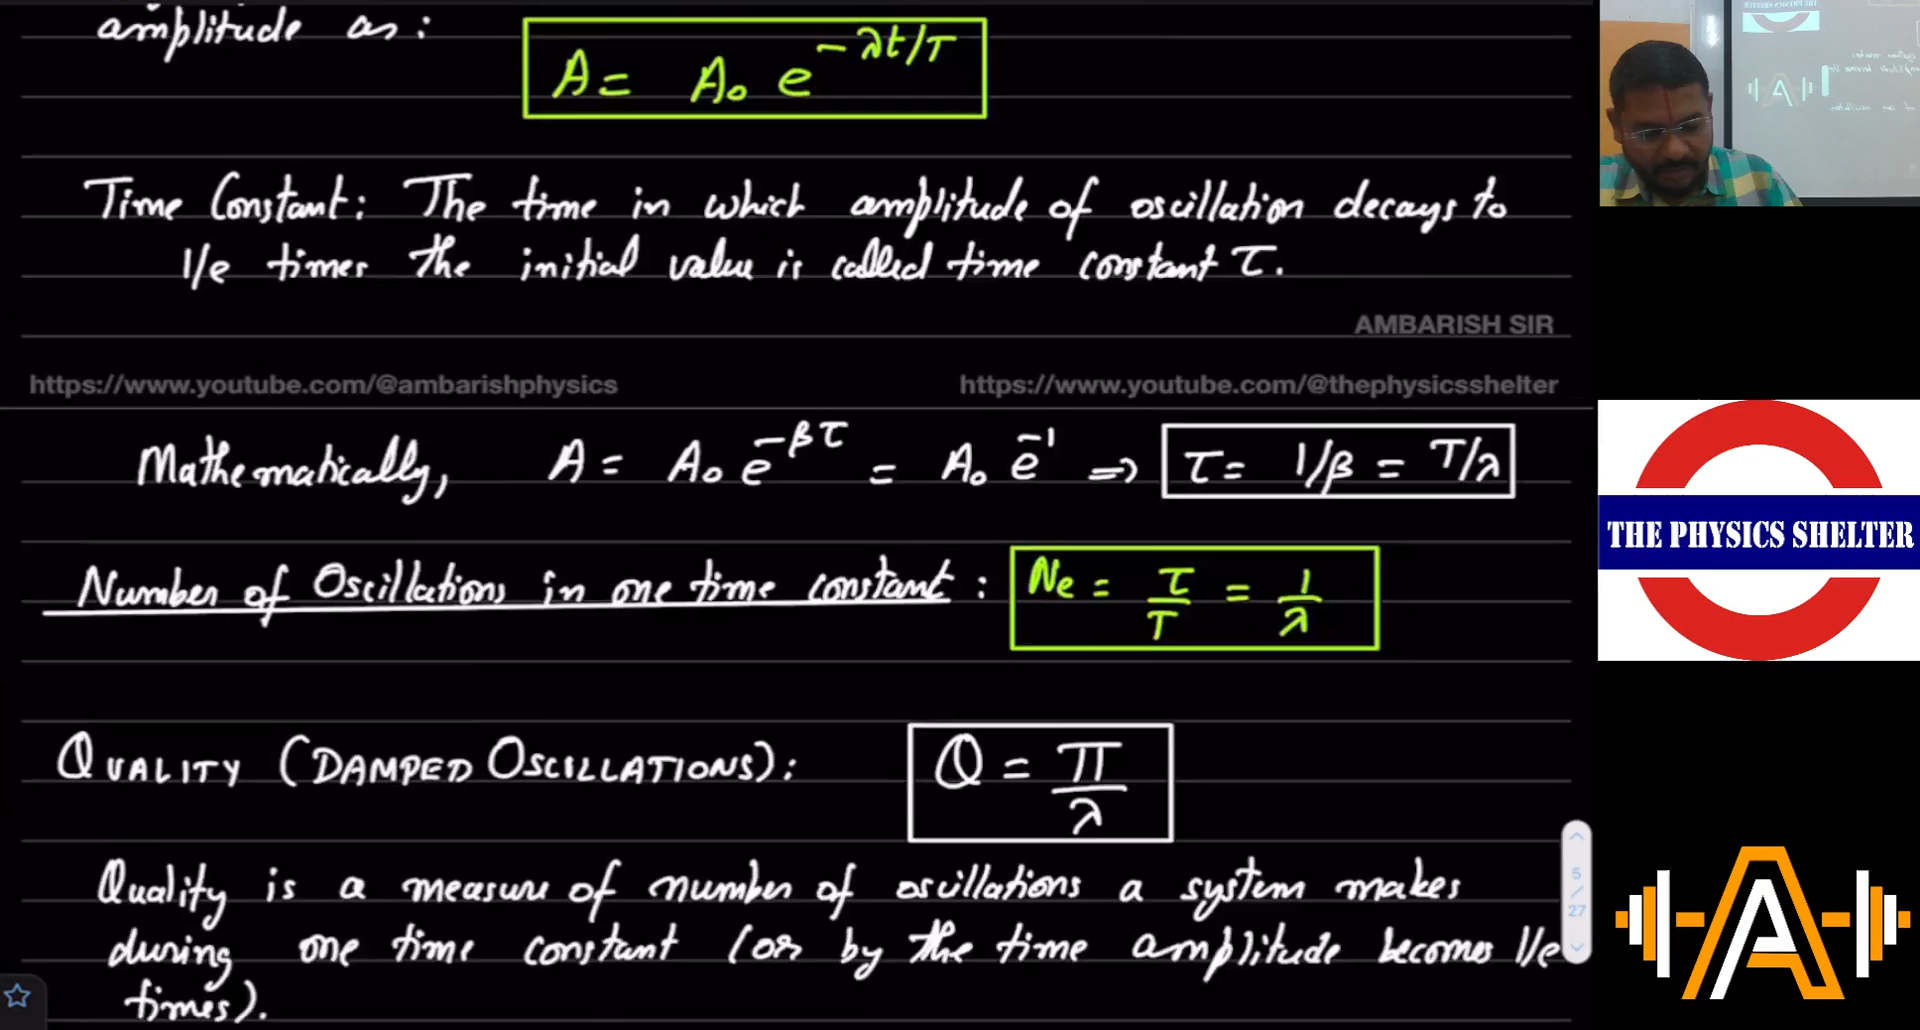 amplitude as:
A = A₀ e^(-λt/T)
Time Constant: The time in which amplitude of oscillation decays to
1/e times the initial value is called time constant τ.
AMBARISH SIR
https://www.youtube.com/@ambarishphysics
https://www.youtube.com/@thephysicsshelter
Mathematically, A = A₀ e^(-βτ) = A₀ e^(-1) ⇒ τ = 1/β = T/λ
Number of Oscillations in one time constant: Ne = τ/T = 1/λ
QUALITY (DAMPED OSCILLATIONS): Q = π/λ
Quality is a measure of number of oscillations a system makes
during one time constant (or by the time amplitude becomes 1/e
times).
5
/
27
THE PHYSICS SHELTER
A